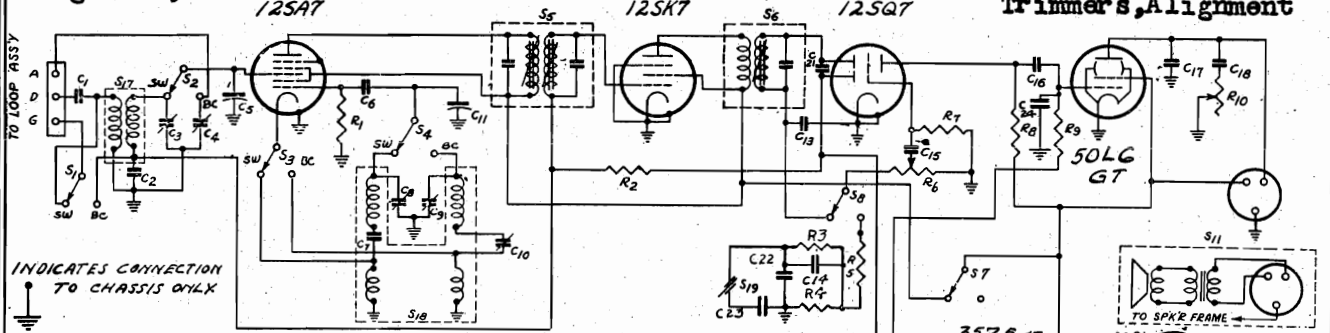 12SA7
12SK7
12SQ7
Trimmers,Alignment
TO LOOP ASS'Y
A
D
G
C1
S17
SW
S2
BC
C3
C4
C5
S1
SW
BC
C2
SW
S3
BC
R1
C6
C11
S4
SW
BC
C8
C9
C7
C10
S18
S5
R2
S6
C21
C13
R7
C15
R6
S8
R3
C22
C14
R4
R5
S19
C23
S7
C16
C24
R8
R9
50L6
GT
C17
C18
R10
S11
TO SPK'R FRAME
INDICATES CONNECTION
TO CHASSIS ONLY